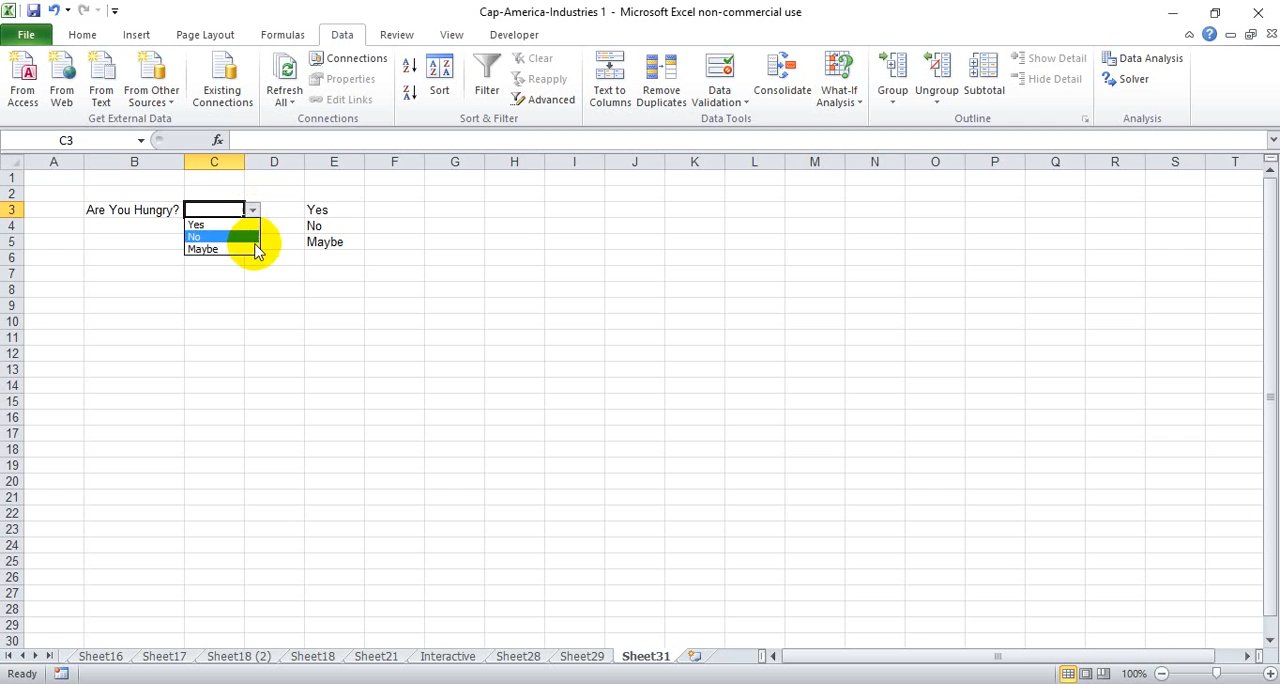 Cap-America-Industries 1 - Microsoft Excel non-commercial use
File Home Insert Page Layout Formulas Data Review View Developer
From Access
From Web
From Text
From Other Sources
Existing Connections
Get External Data
Refresh All
Connections
Properties
Edit Links
Connections
Sort
Filter
Clear
Reapply
Advanced
Sort & Filter
Text to Columns
Remove Duplicates
Data Validation
Consolidate
What-If Analysis
Data Tools
Group
Ungroup
Subtotal
Show Detail
Hide Detail
Outline
Data Analysis
Solver
Analysis
C3 fx
A B C D E F G H I J K L M N O P Q R S T
1
2
3 Are You Hungry? Yes
4 Yes No
5 No Maybe
6 Maybe
7
8
9
10
11
12
13
14
15
16
17
18
19
20
21
22
23
24
25
26
27
28
29
30
Sheet16 Sheet17 Sheet18 (2) Sheet18 Sheet21 Interactive Sheet28 Sheet29 Sheet31
Ready 100%